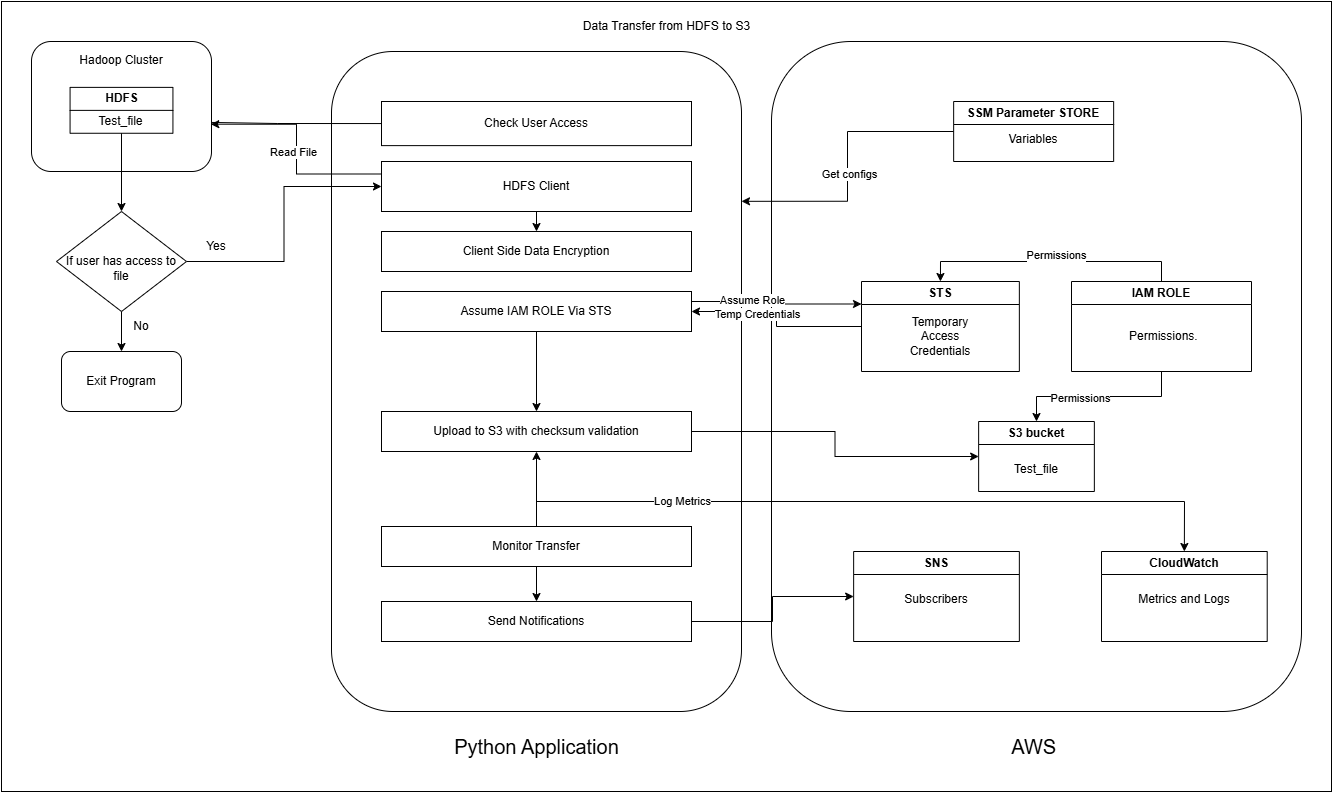 Data Transfer from HDFS to S3
Hadoop Cluster
HDFS
Test_file
Read File
If user has access to
file
Yes
No
Exit Program
Check User Access
HDFS Client
Client Side Data Encryption
Assume IAM ROLE Via STS
Upload to S3 with checksum validation
Monitor Transfer
Send Notifications
Python Application
Get configs
Assume Role
Temp Credentials
Log Metrics
SSM Parameter STORE
Variables
Permissions
STS
Temporary
Access
Credentials
IAM ROLE
Permissions.
Permissions
S3 bucket
Test_file
SNS
Subscribers
CloudWatch
Metrics and Logs
AWS